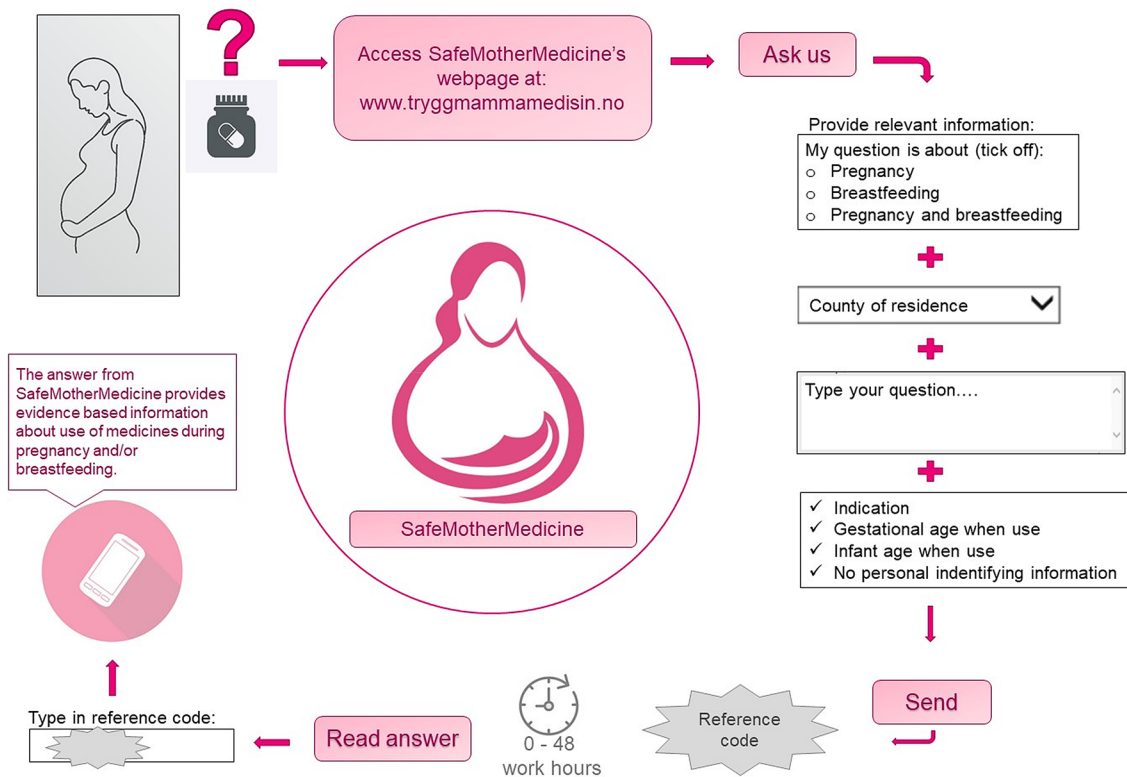 ?
Access SafeMotherMedicine's
webpage at:
www.tryggmammamedisin.no
Ask us
Provide relevant information:
My question is about (tick off):
o Pregnancy
o Breastfeeding
o Pregnancy and breastfeeding
County of residence
Type your question….
✓ Indication
✓ Gestational age when use
✓ Infant age when use
✓ No personal indentifying information
Send
Reference
code
0 - 48
work hours
Read answer
Type in reference code:
The answer from
SafeMotherMedicine provides
evidence based information
about use of medicines during
pregnancy and/or
breastfeeding.
SafeMotherMedicine